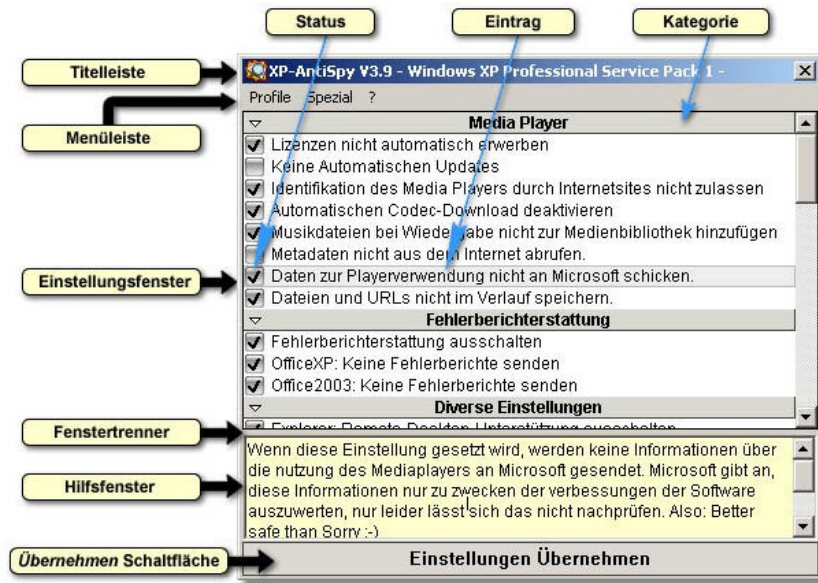 Status
Eintrag
Kategorie
Titelleiste
XP-AntiSpy V3.9 - Windows XP Professional Service Pack 1 -
Profile Spezial ?
Menüleiste
Media Player
Lizenzen nicht automatisch erwerben
Keine Automatischen Updates
Identifikation des Media Players durch Internetsites nicht zulassen
Automatischen Codec-Download deaktivieren
Musikdateien bei Wiedergabe nicht zur Medienbibliothek hinzufügen
Metadaten nicht aus dem Internet abrufen.
Einstellungsfenster
Daten zur Playerverwendung nicht an Microsoft schicken.
Dateien und URLs nicht im Verlauf speichern.
Fehlerberichterstattung
Fehlerberichterstattung ausschalten
OfficeXP: Keine Fehlerberichte senden
Office2003: Keine Fehlerberichte senden
Diverse Einstellungen
Explorer: Remote Desktop Unterstützung ausschalten
Fenstertrenner
Wenn diese Einstellung gesetzt wird, werden keine Informationen über
die nutzung des Mediaplayers an Microsoft gesendet. Microsoft gibt an,
Hilfsfenster
diese Informationen nur zu zwecken der verbessungen der Software
auszuwerten, nur leider lässt sich das nicht nachprüfen. Also: Better
safe than Sorry :-)
Übernehmen Schaltfläche
Einstellungen Übernehmen